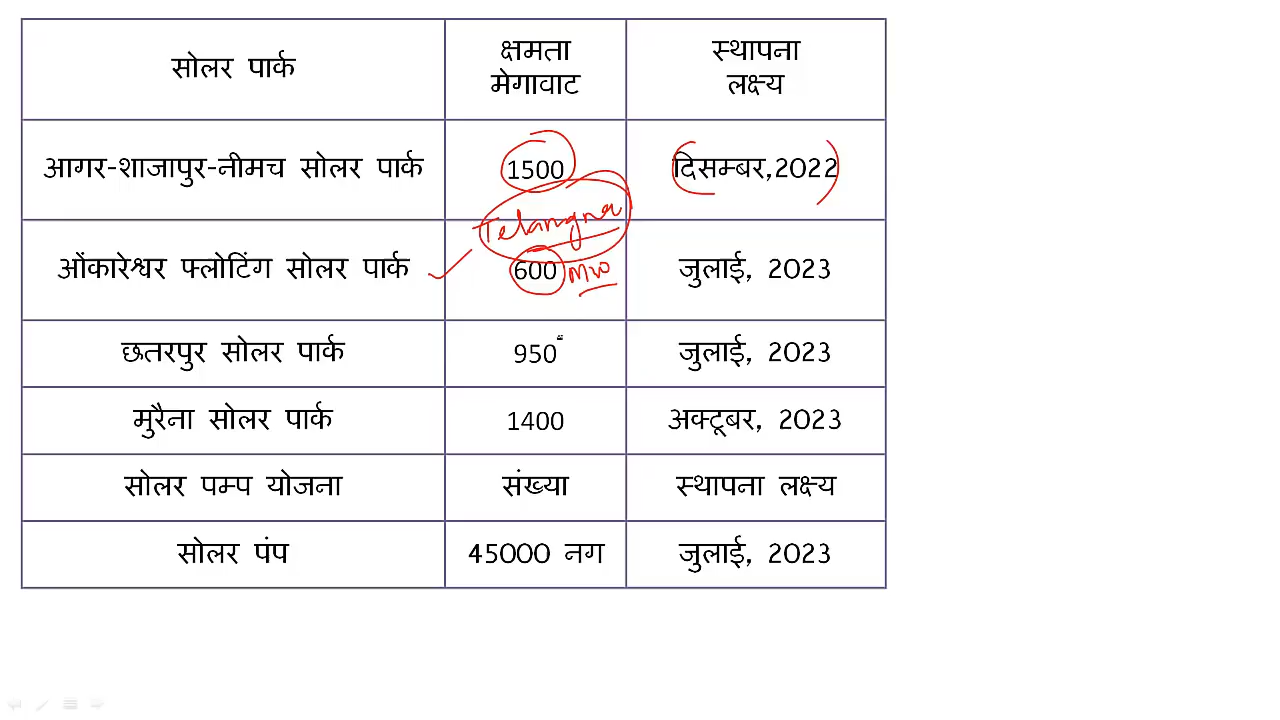 सोलर पार्क
क्षमता
मेगावाट
स्थापना
लक्ष्य
आगर-शाजापुर-नीमच सोलर पार्क
1500
दिसम्बर,2022
Telangna
ओंकारेश्वर फ्लोटिंग सोलर पार्क
600 MW
जुलाई, 2023
छतरपुर सोलर पार्क
950
जुलाई, 2023
मुरैना सोलर पार्क
1400
अक्टूबर, 2023
सोलर पम्प योजना
संख्या
स्थापना लक्ष्य
सोलर पंप
45000 नग
जुलाई, 2023